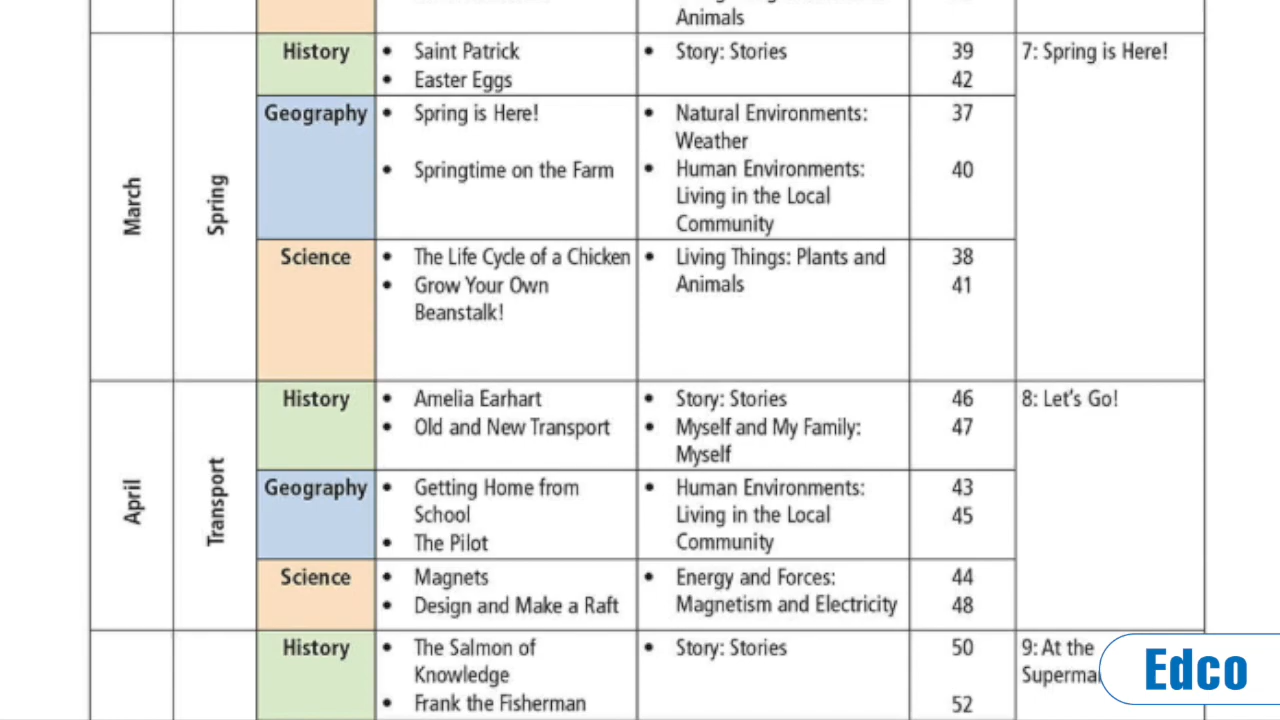 Animals
March
Spring
History
• Saint Patrick
• Easter Eggs
• Story: Stories
39
42
7: Spring is Here!
Geography
• Spring is Here!
• Springtime on the Farm
• Natural Environments:
Weather
• Human Environments:
Living in the Local
Community
37
40
Science
• The Life Cycle of a Chicken
• Grow Your Own
Beanstalk!
• Living Things: Plants and
Animals
38
41
April
Transport
History
• Amelia Earhart
• Old and New Transport
• Story: Stories
• Myself and My Family:
Myself
46
47
8: Let's Go!
Geography
• Getting Home from
School
• The Pilot
• Human Environments:
Living in the Local
Community
43
45
Science
• Magnets
• Design and Make a Raft
• Energy and Forces:
Magnetism and Electricity
44
48
History
• The Salmon of
Knowledge
• Frank the Fisherman
• Story: Stories
50
52
9: At the
Edco